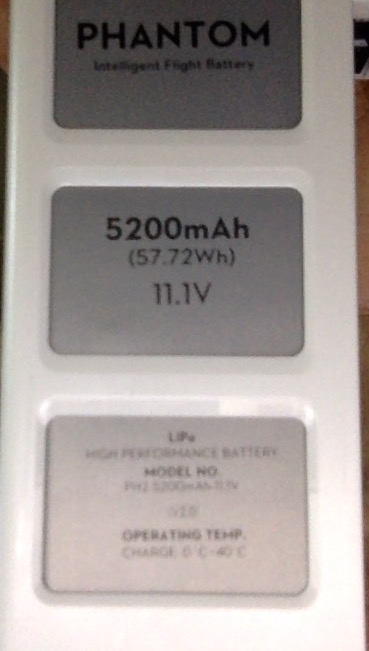 PHANTOM
Intelligent Flight Battery
5200mAh
(57.72Wh)
11.1V
LiPo
HIGH PERFORMANCE BATTERY
MODEL NO.
PH2-5200mAh-11.1V
(V2.0)
OPERATING TEMP.
CHARGE: 0°C-40°C